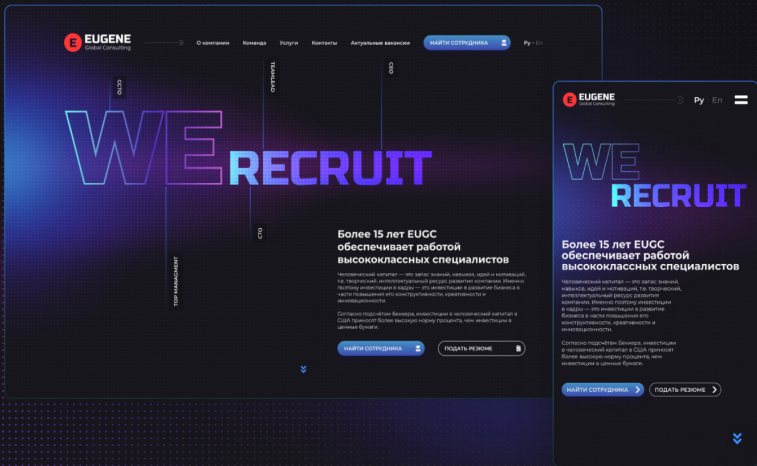 EUGENE
Global Consulting
О компании
Команда
Услуги
Контакты
Актуальные вакансии
НАЙТИ СОТРУДНИКА
Ру • En
CCTO
TEAMLEAD
CEO
WE
RECRUIT
CTO
TOP MANAGMENT
Более 15 лет EUGC
обеспечивает работой
высококлассных специалистов
Человеческий капитал — это запас знаний, навыков, идей и мотиваций,
т.е. творческий, интеллектуальный ресурс развития компании. Именно
поэтому инвестиции в кадры — это инвестиции в развитие бизнеса в
части повышения его конструктивности, креативности и
инновационности.
Согласно подсчётам Беккера, инвестиции в человеческий капитал в
США приносят более высокую норму процента, чем инвестиции в
ценные бумаги.
НАЙТИ СОТРУДНИКА
ПОДАТЬ РЕЗЮМЕ
EUGENE
Global Consulting
Ру
En
WE
RECRUIT
Более 15 лет EUGC
обеспечивает работой
высококлассных специалистов
Человеческий капитал — это запас знаний,
навыков, идей и мотиваций, т.е. творческий,
интеллектуальный ресурс развития
компании. Именно поэтому инвестиции
в кадры — это инвестиции в развитие
бизнеса в части повышения его
конструктивности, креативности и
инновационности.
Согласно подсчётам Беккера, инвестиции
в человеческий капитал в США приносят
более высокую норму процента, чем
инвестиции в ценные бумаги.
НАЙТИ СОТРУДНИКА
ПОДАТЬ РЕЗЮМЕ